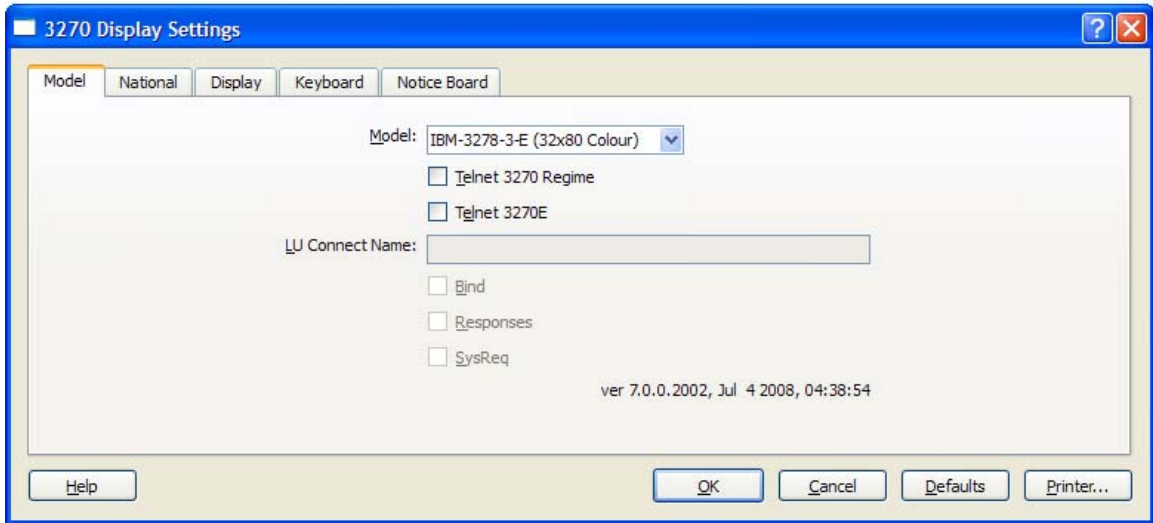 3270 Display Settings
Model National Display Keyboard Notice Board
Model: IBM-3278-3-E (32x80 Colour)
Telnet 3270 Regime
Telnet 3270E
LU Connect Name:
Bind
Responses
SysReq
ver 7.0.0.2002, Jul 4 2008, 04:38:54
Help OK Cancel Defaults Printer...